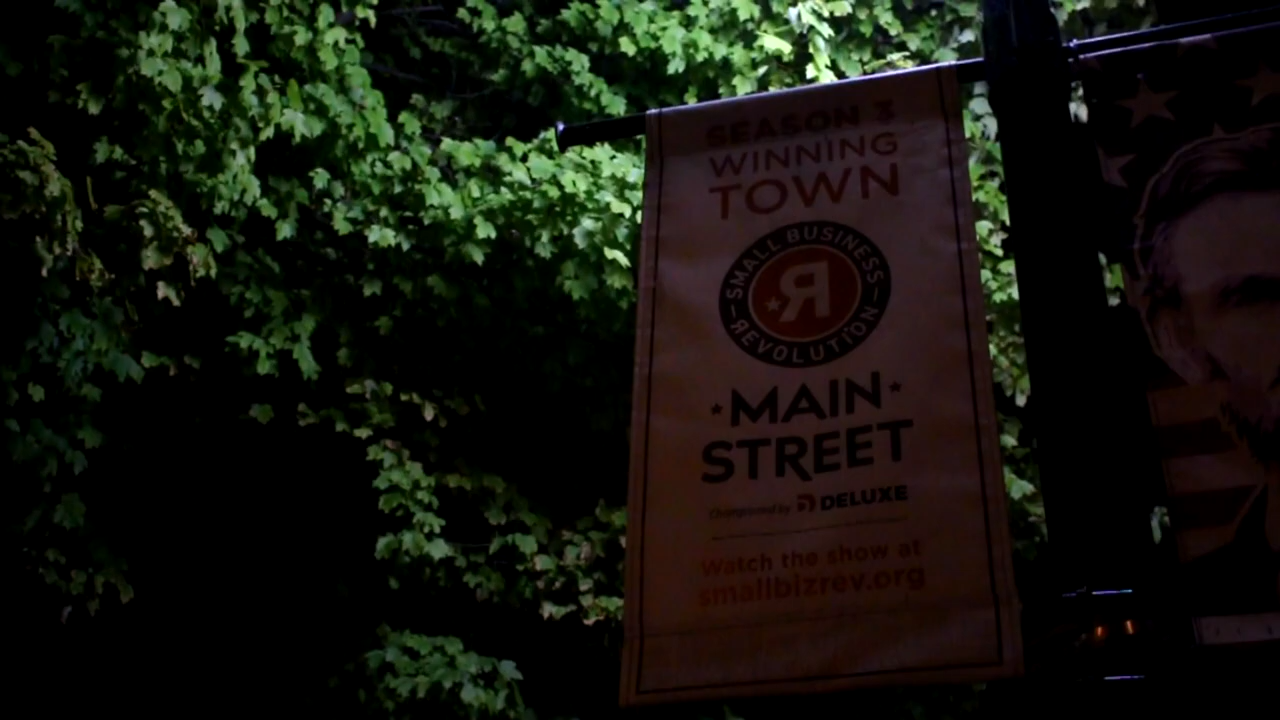 SEASON 3
WINNING
TOWN
SMALL BUSINESS
REVOLUTION
R
MAIN
STREET
Championed by DELUXE
Watch the show at
smallbizrev.org